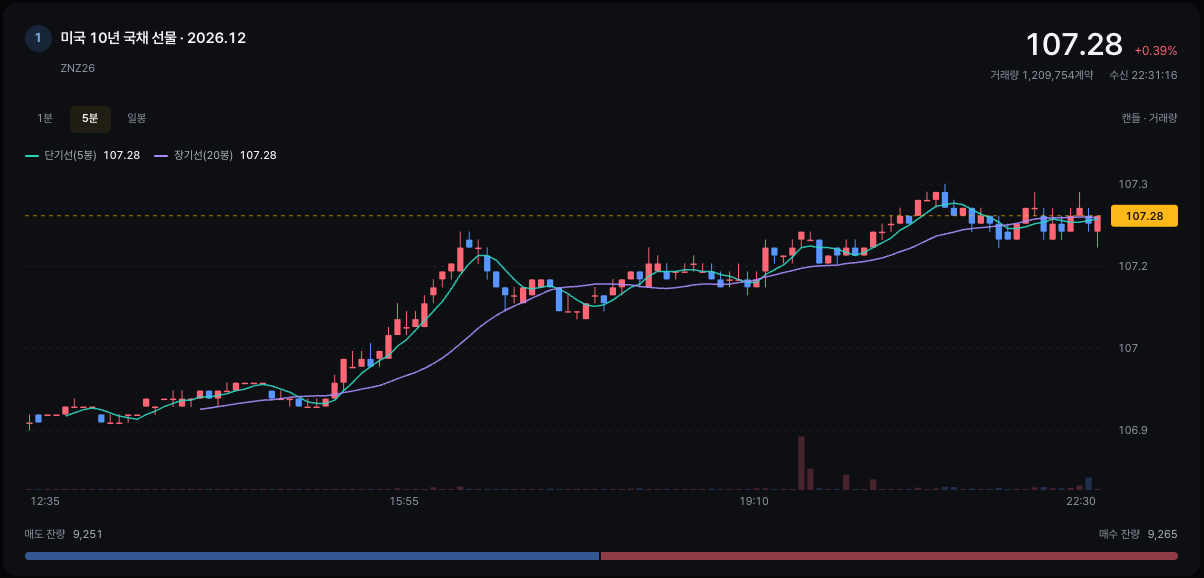 1 미국 10년 국채 선물 · 2026.12
ZNZ26
107.28 +0.39%
거래량 1,209,754계약 수신 22:31:16
1분 5분 일봉
캔들 · 거래량
단기선(5봉) 107.28 장기선(20봉) 107.28
107.3
107.28
107.2
107
106.9
12:35 15:55 19:10 22:30
매도 잔량 9,251
매수 잔량 9,265